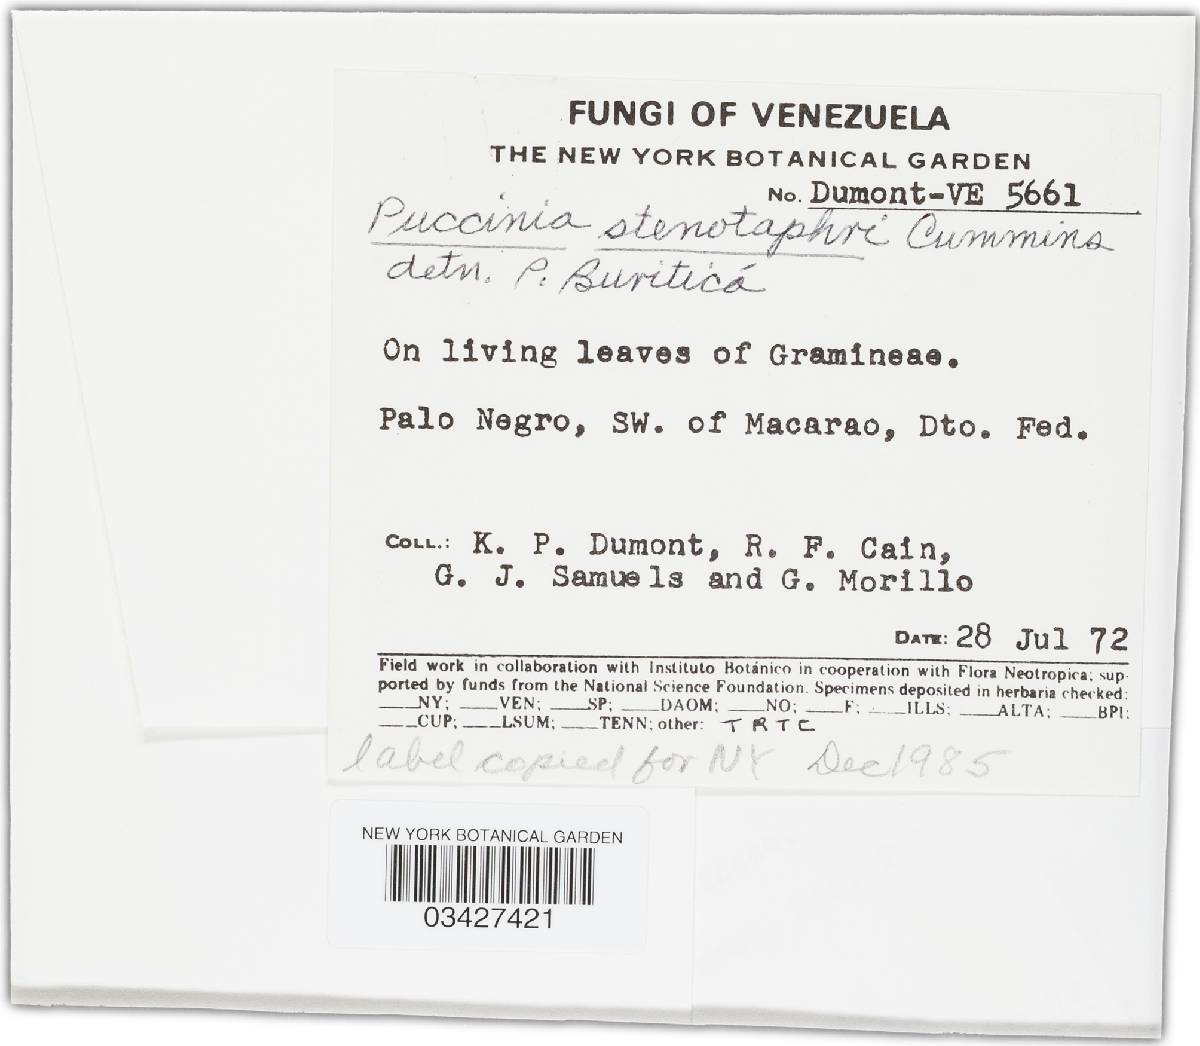 FUNGI OF VENEZUELA
THE NEW YORK BOTANICAL GARDEN
No. Dumont-VE 5661
Puccinia stenotaphri Cummins
detn. P. Buriticá
On living leaves of Gramineae.
Palo Negro, SW. of Macarao, Dto. Fed.
COLL.: K. P. Dumont, R. F. Cain,
G. J. Samuels and G. Morillo
DATE: 28 Jul 72
Field work in collaboration with Instituto Botánico in cooperation with Flora Neotropica; sup-
ported by funds from the National Science Foundation. Specimens deposited in herbaria checked:
____NY; ____VEN; ____SP; ____DAOM; ____NO; ____F; ____ILLS; ____ALTA; ____BPI;
____CUP; ____LSUM; ____TENN; other: TRTC
label copied for NY Dec 1985
NEW YORK BOTANICAL GARDEN
03427421